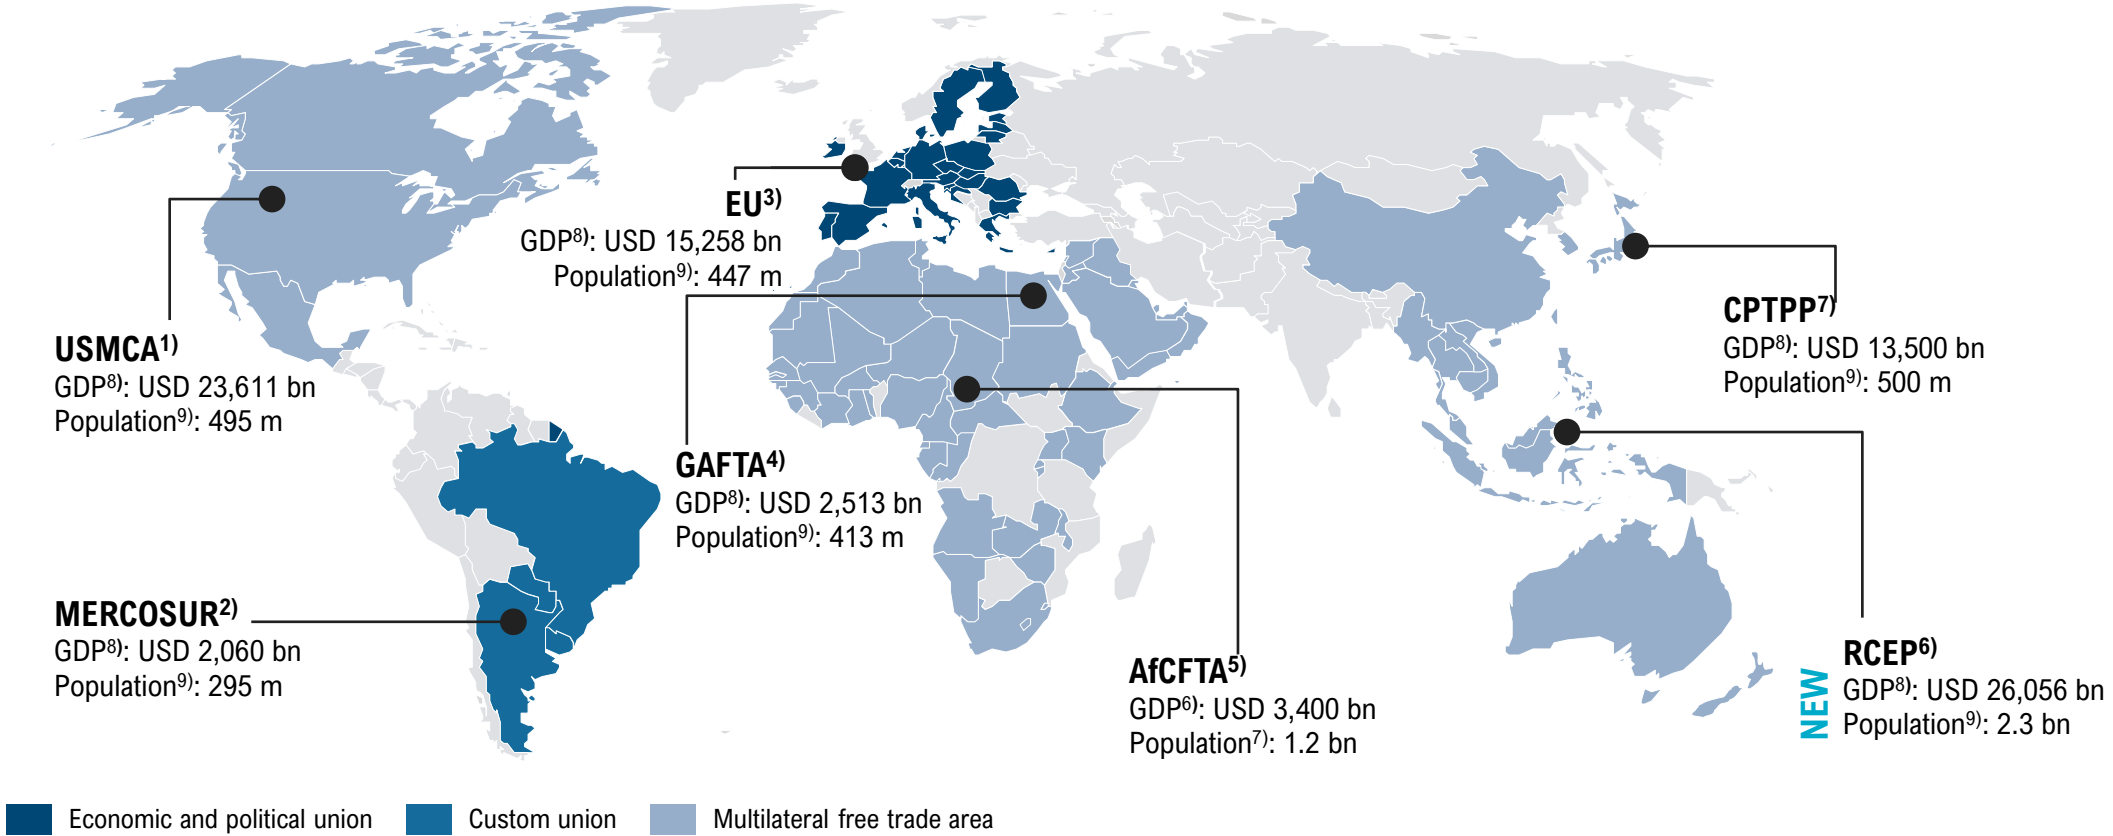 EU3)
GDP8): USD 15,258 bn
Population9): 447 m
USMCA1)
GDP8): USD 23,611 bn
Population9): 495 m
CPTPP7)
GDP8): USD 13,500 bn
Population9): 500 m
GAFTA4)
GDP8): USD 2,513 bn
Population9): 413 m
MERCOSUR2)
GDP8): USD 2,060 bn
Population9): 295 m
AfCFTA5)
GDP6): USD 3,400 bn
Population7): 1.2 bn
NEW
RCEP6)
GDP8): USD 26,056 bn
Population9): 2.3 bn
Economic and political union
Custom union
Multilateral free trade area